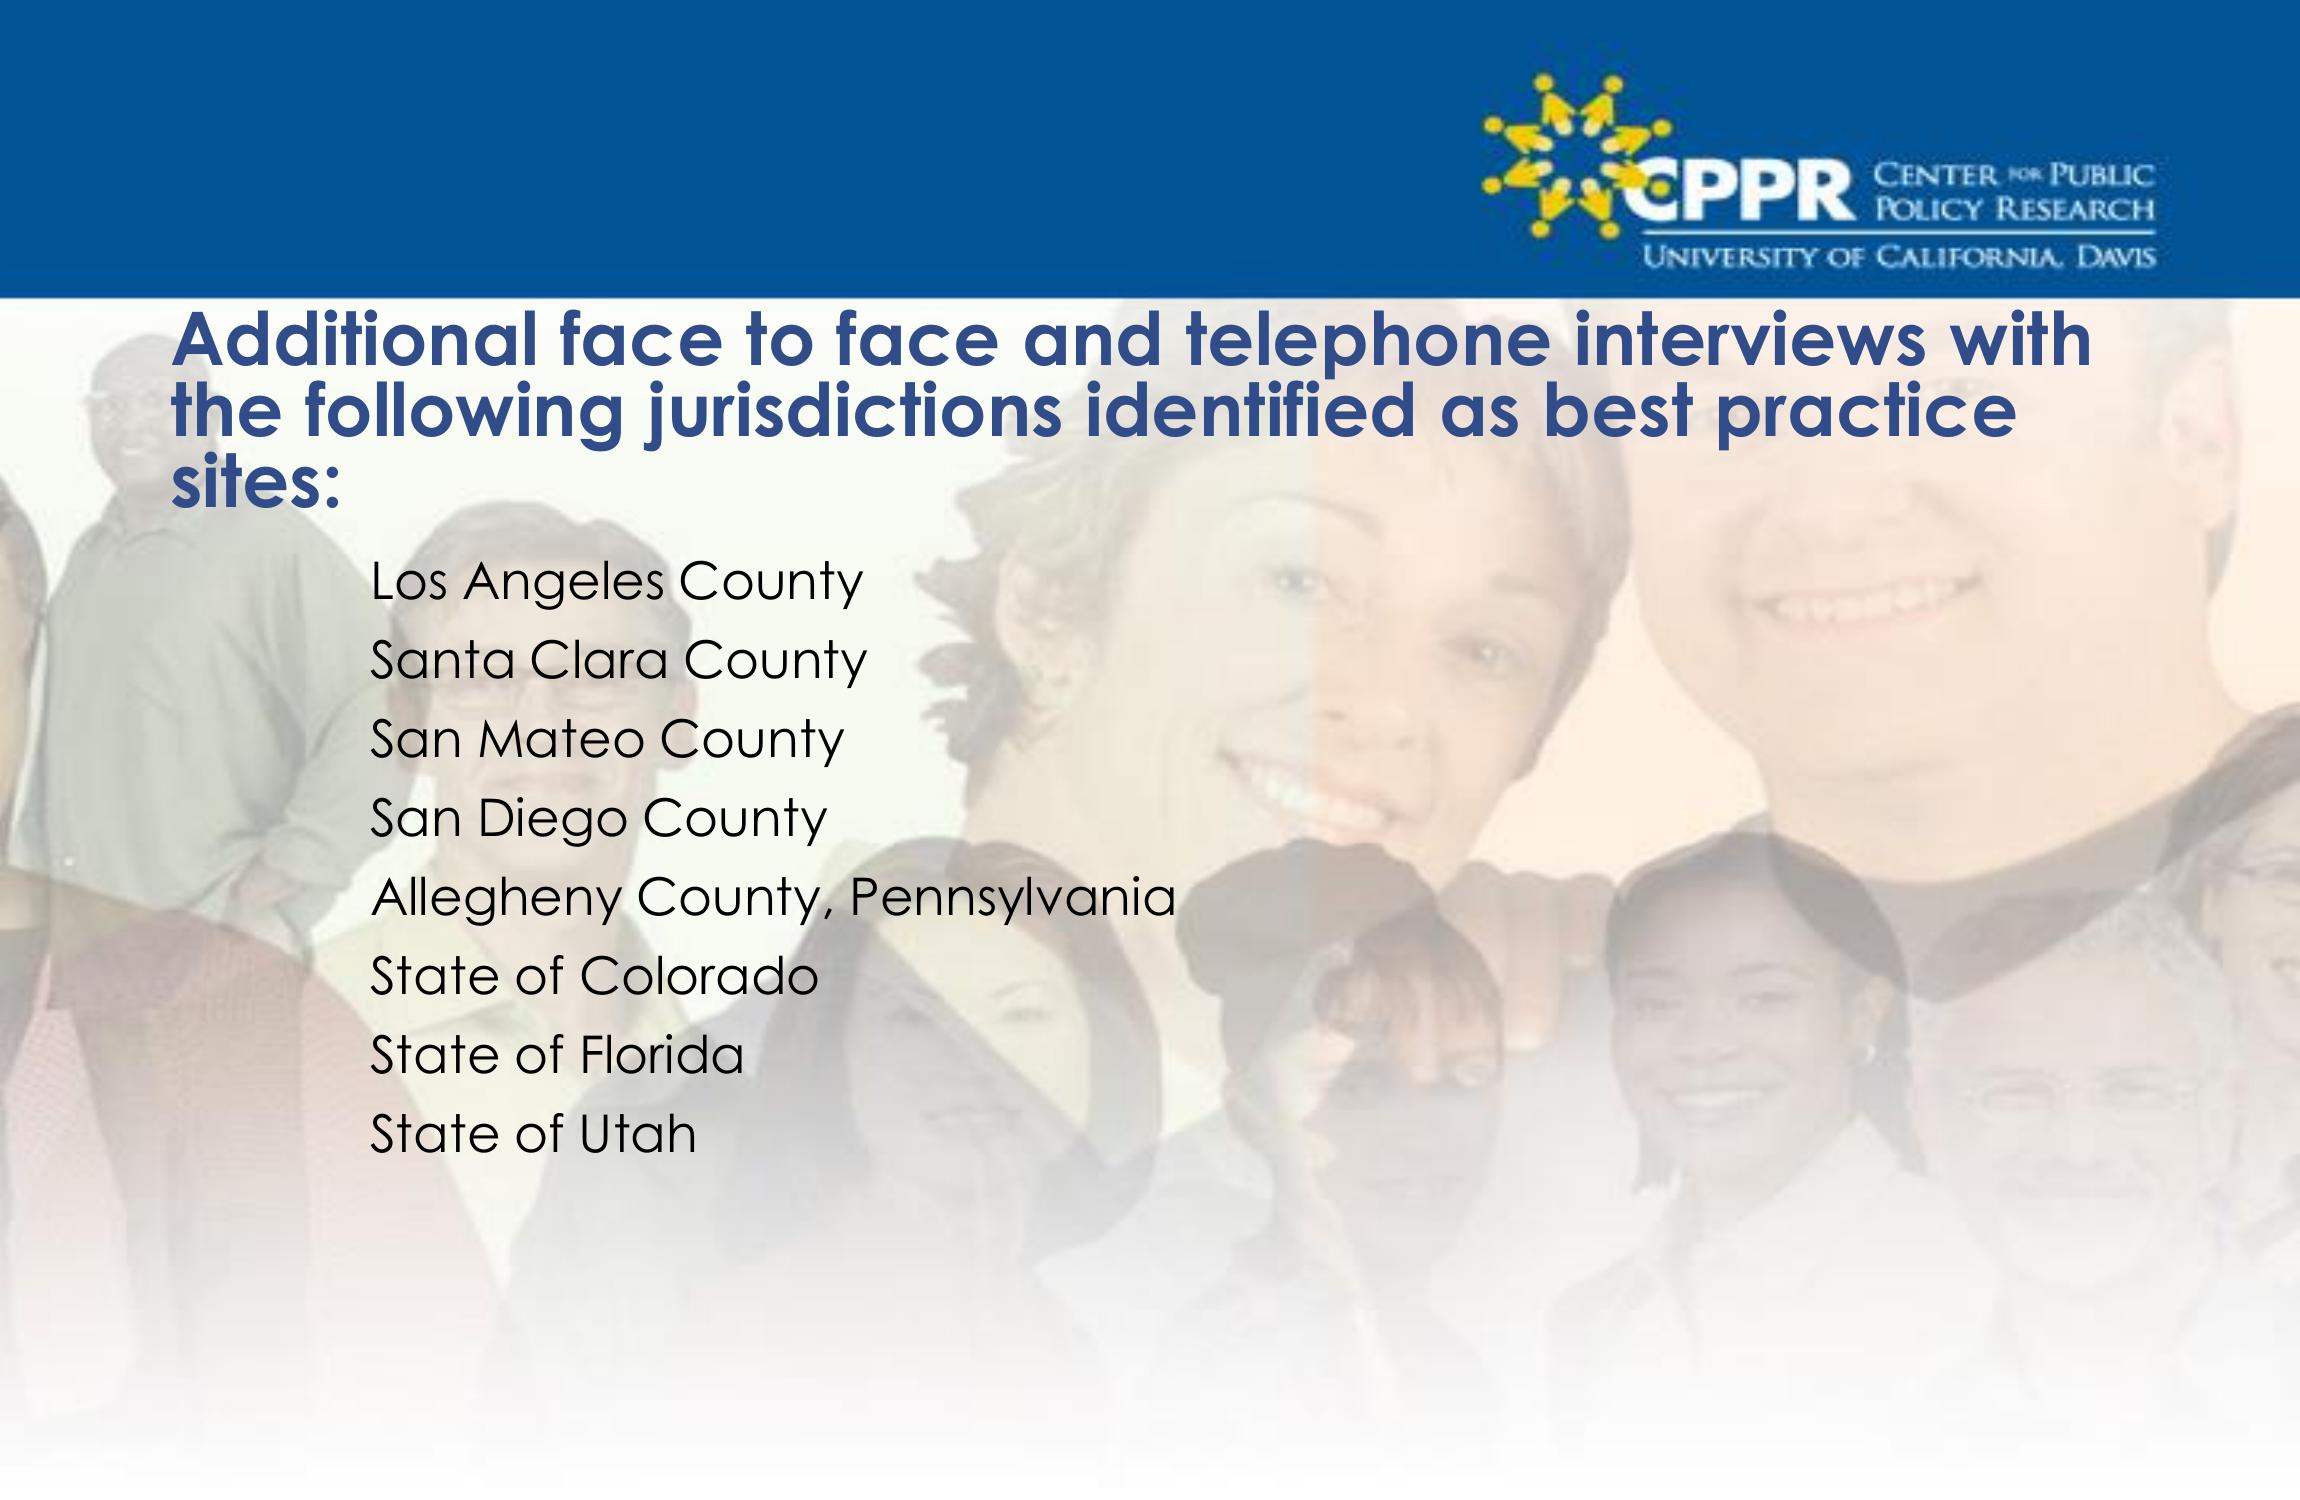 CPPR CENTER FOR PUBLIC
POLICY RESEARCH
UNIVERSITY OF CALIFORNIA, DAVIS
Additional face to face and telephone interviews with
the following jurisdictions identified as best practice
sites:
Los Angeles County
Santa Clara County
San Mateo County
San Diego County
Allegheny County, Pennsylvania
State of Colorado
State of Florida
State of Utah